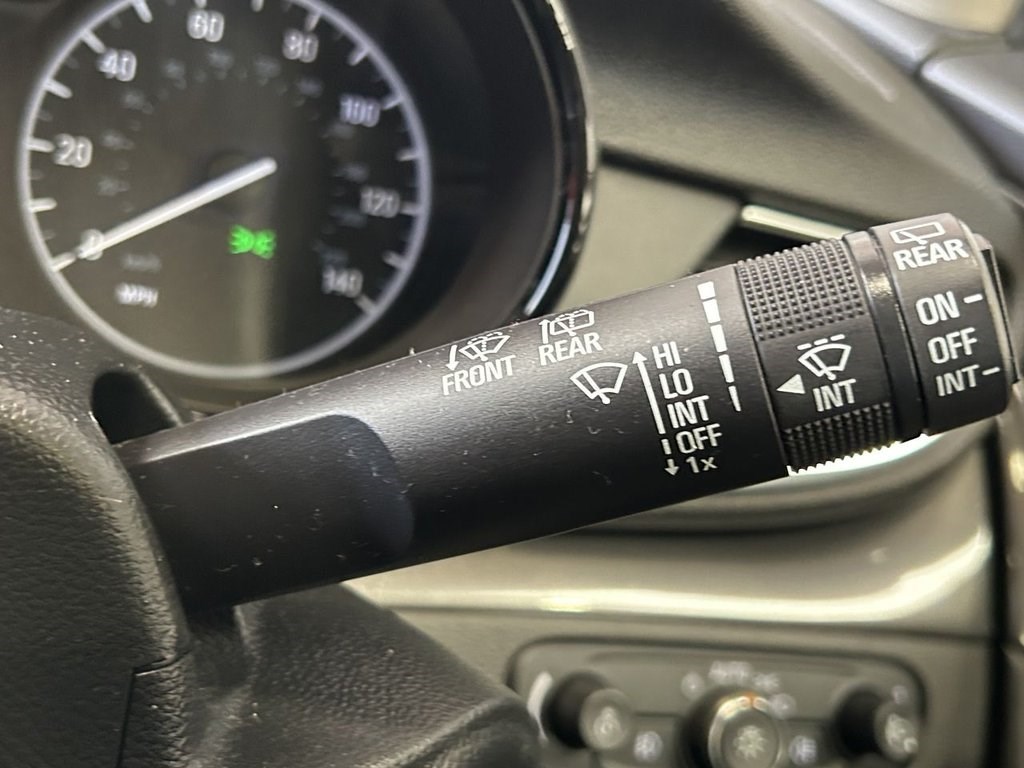 60
40
80
20
100
120
0
140
MPH
FRONT
REAR
HI
LO
INT
OFF
1x
INT
REAR
ON
OFF
INT